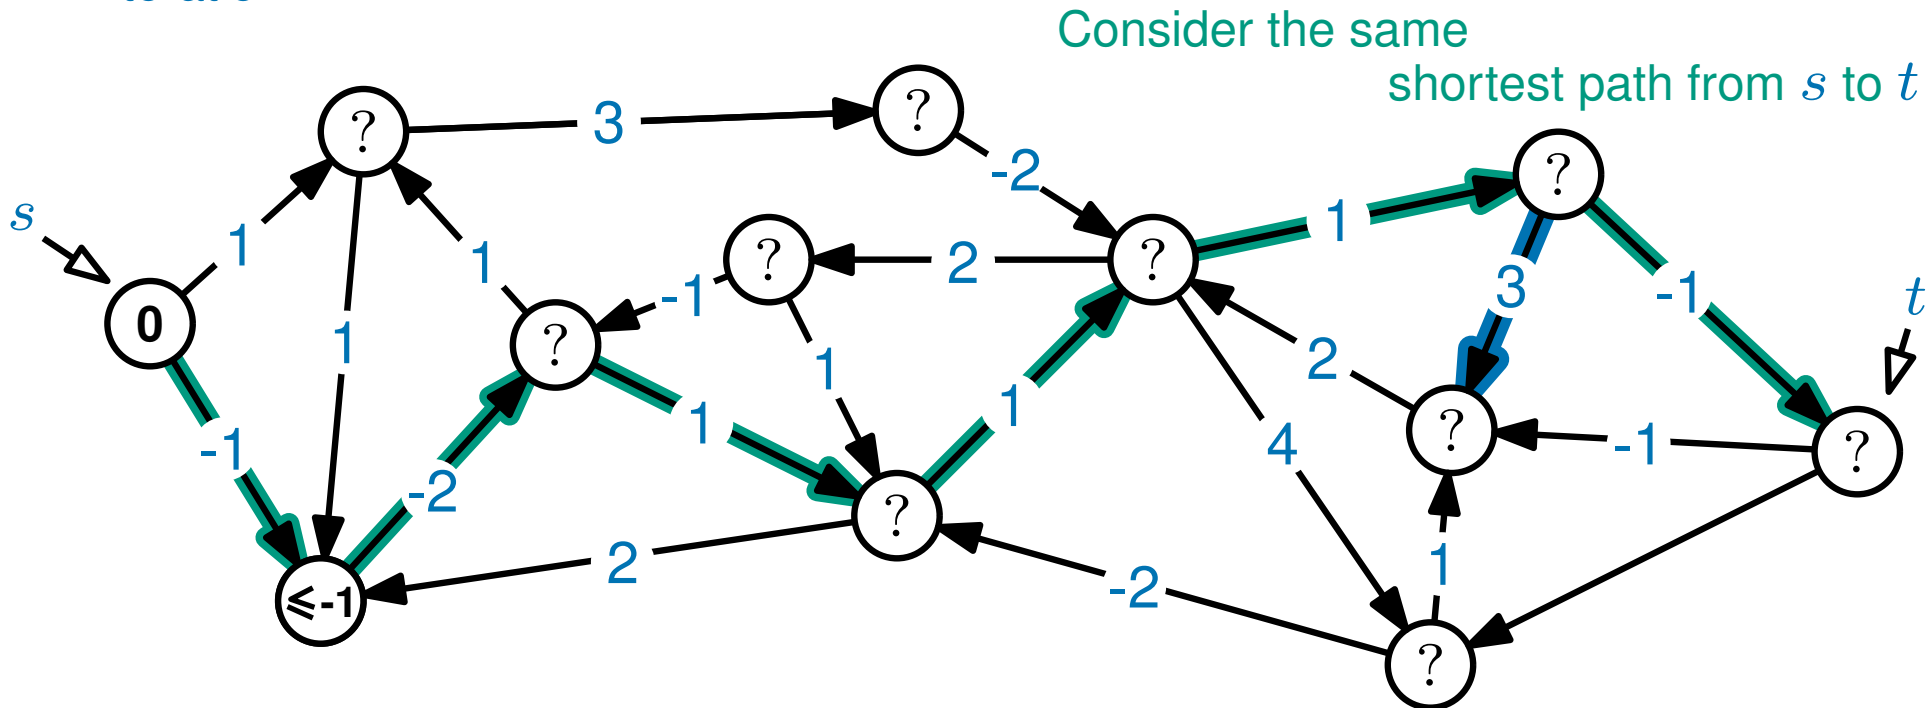 Consider the same
shortest path from s to t
? 3 ? -2 ?
s 1 1 ? 2 ? 1 3 -1 t
0 1 ? -1 1 2 ? ?
-1 -2 1 1 4 -1
≤-1 2 ? -2 1 ?